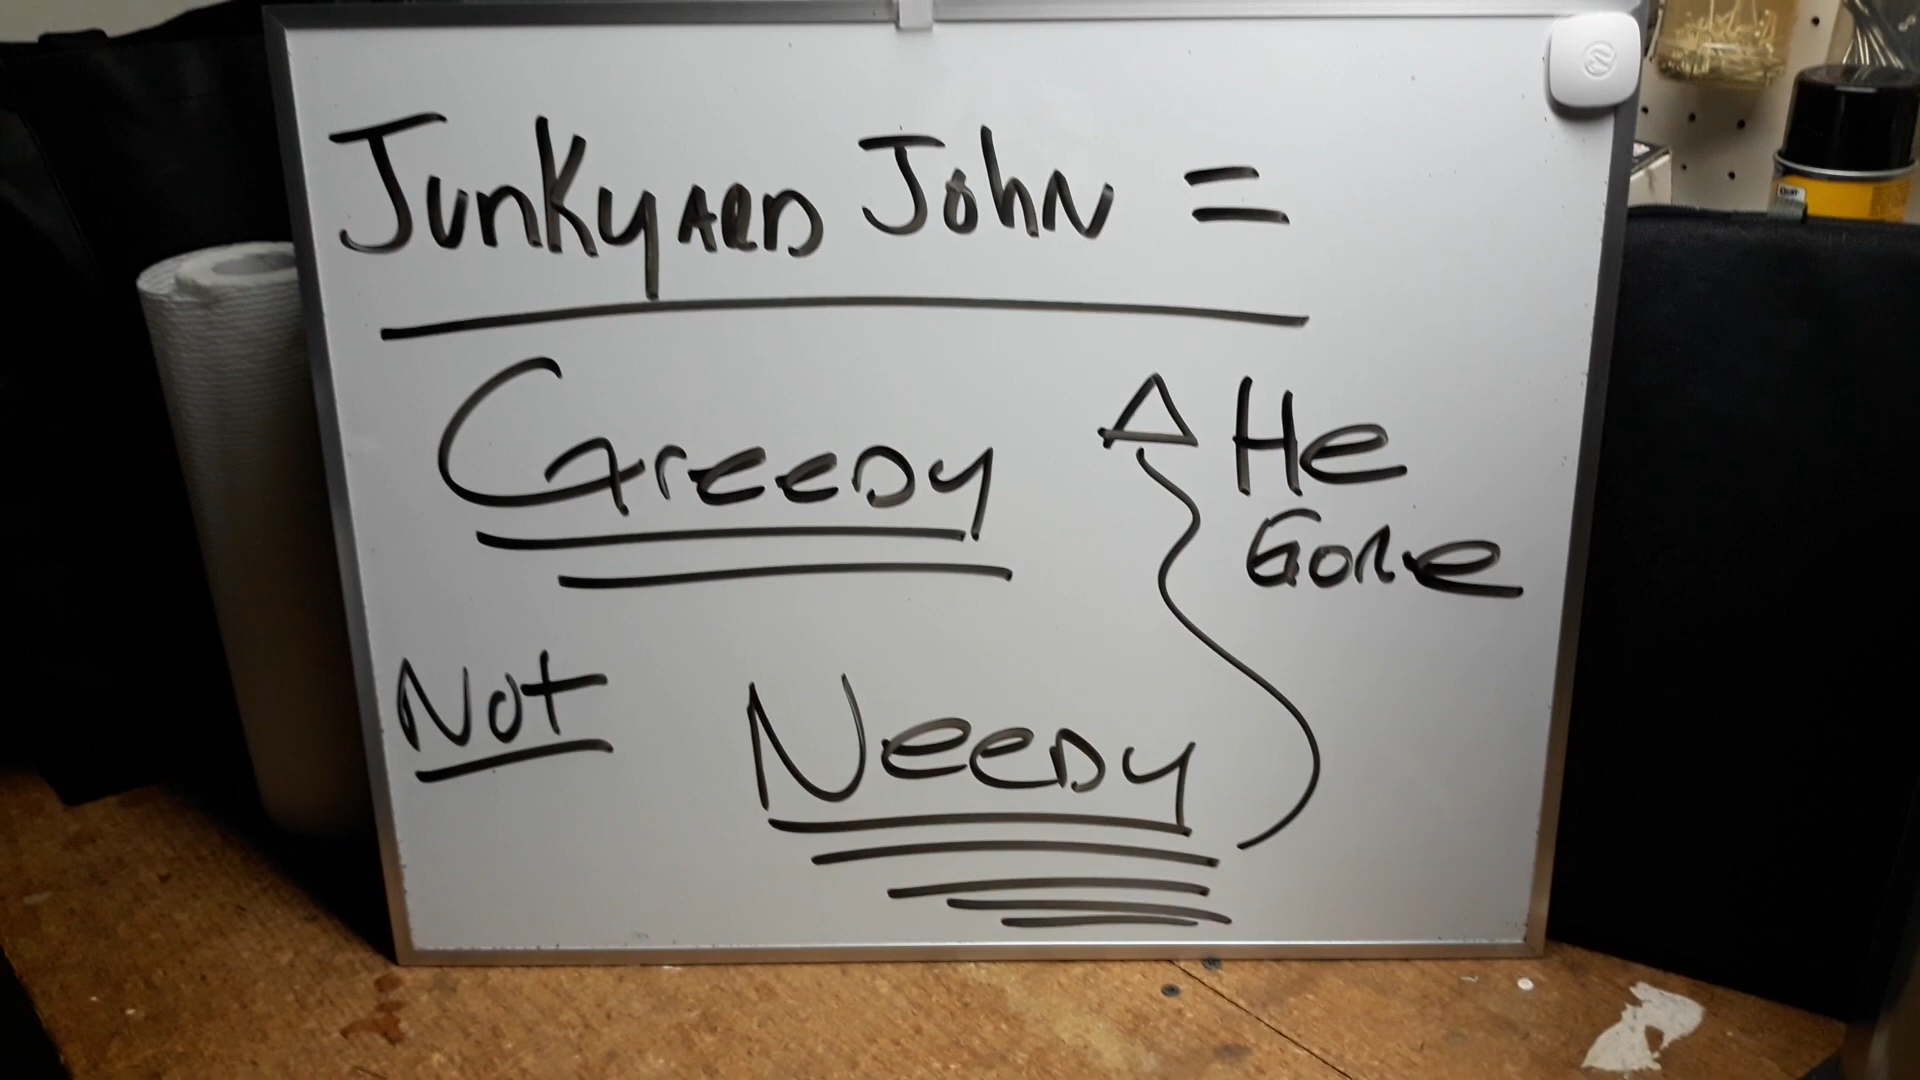 Junkyard John =
Greedy
He
Gone
Not Needy